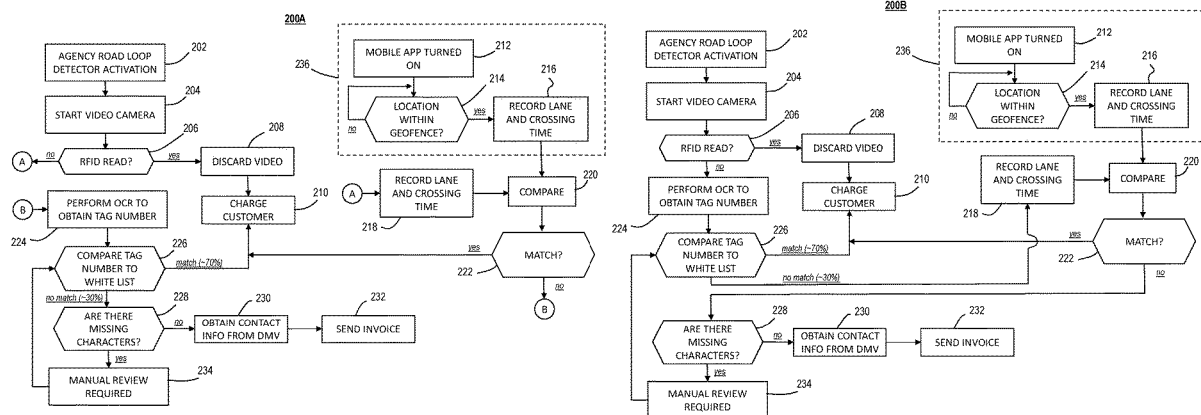 200A
AGENCY ROAD LOOP
DETECTOR ACTIVATION
202
START VIDEO CAMERA
204
RFID READ?
206
no
yes
A
DISCARD VIDEO
208
CHARGE
CUSTOMER
210
236
MOBILE APP TURNED
ON
212
LOCATION
WITHIN
GEOFENCE?
214
no
yes
RECORD LANE
AND CROSSING
TIME
216
A
RECORD LANE
AND CROSSING
TIME
218
COMPARE
220
MATCH?
222
yes
no
B
B
PERFORM OCR TO
OBTAIN TAG NUMBER
224
COMPARE TAG
NUMBER TO
WHITE LIST
226
match (~70%)
no match (~30%)
ARE THERE
MISSING
CHARACTERS?
228
no
yes
OBTAIN CONTACT
INFO FROM DMV
230
SEND INVOICE
232
MANUAL REVIEW
REQUIRED
234
200B
AGENCY ROAD LOOP
DETECTOR ACTIVATION
202
START VIDEO CAMERA
204
RFID READ?
206
yes
no
DISCARD VIDEO
208
CHARGE
CUSTOMER
210
236
MOBILE APP TURNED
ON
212
LOCATION
WITHIN
GEOFENCE?
214
no
yes
RECORD LANE
AND CROSSING
TIME
216
RECORD LANE
AND CROSSING
TIME
218
COMPARE
220
MATCH?
222
yes
no
PERFORM OCR TO
OBTAIN TAG NUMBER
224
COMPARE TAG
NUMBER TO
WHITE LIST
226
match (~70%)
no match (~30%)
ARE THERE
MISSING
CHARACTERS?
228
no
yes
OBTAIN CONTACT
INFO FROM DMV
230
SEND INVOICE
232
MANUAL REVIEW
REQUIRED
234